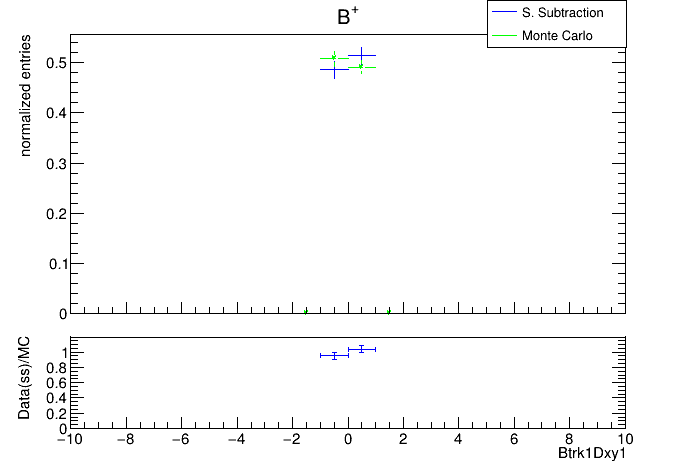 B+
S. Subtraction
Monte Carlo
normalized entries
0.5
0.4
0.3
0.2
0.1
0
Data(ss)/MC
1
0.8
0.6
0.4
0.2
0
−10 −8 −6 −4 −2 0 2 4 6 8 10
Btrk1Dxy1